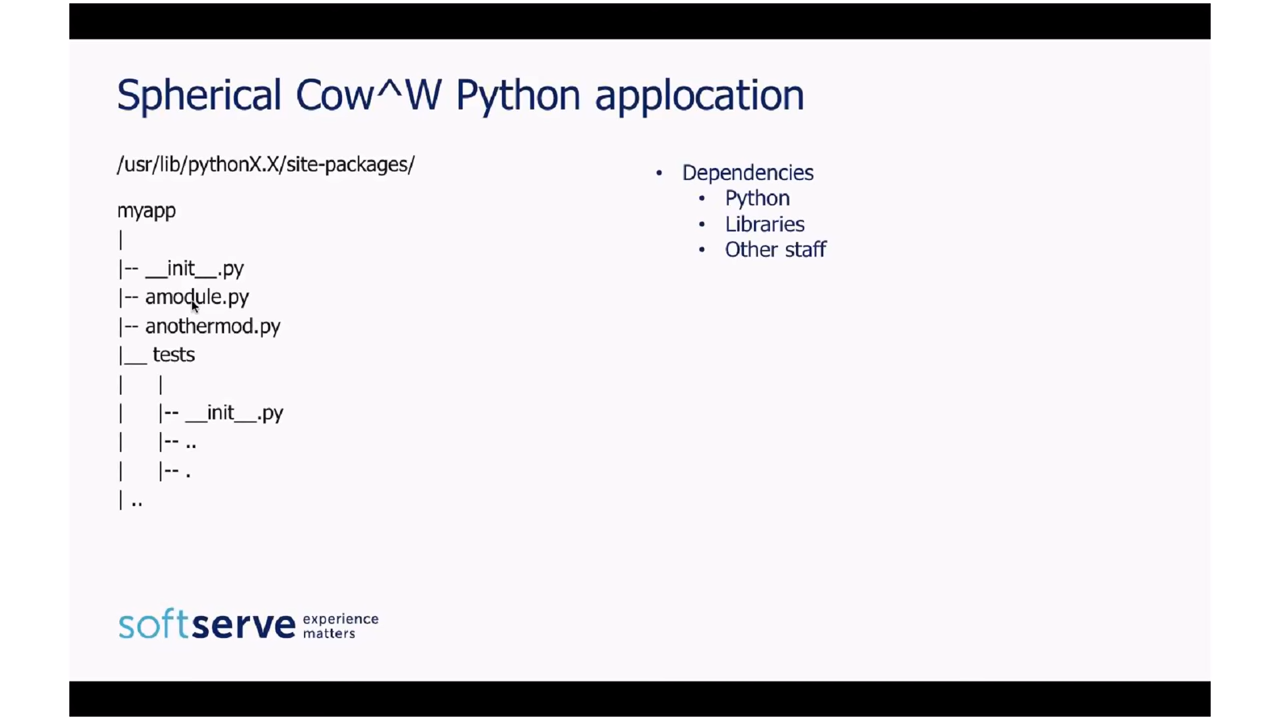 Spherical Cow^W Python applocation
/usr/lib/pythonX.X/site-packages/
myapp
|
|-- __init__.py
|-- amodule.py
|-- anothermod.py
|__ tests
| |
| |-- __init__.py
| |-- ..
| |-- .
| ..
• Dependencies
• Python
• Libraries
• Other staff
softserve experience
matters